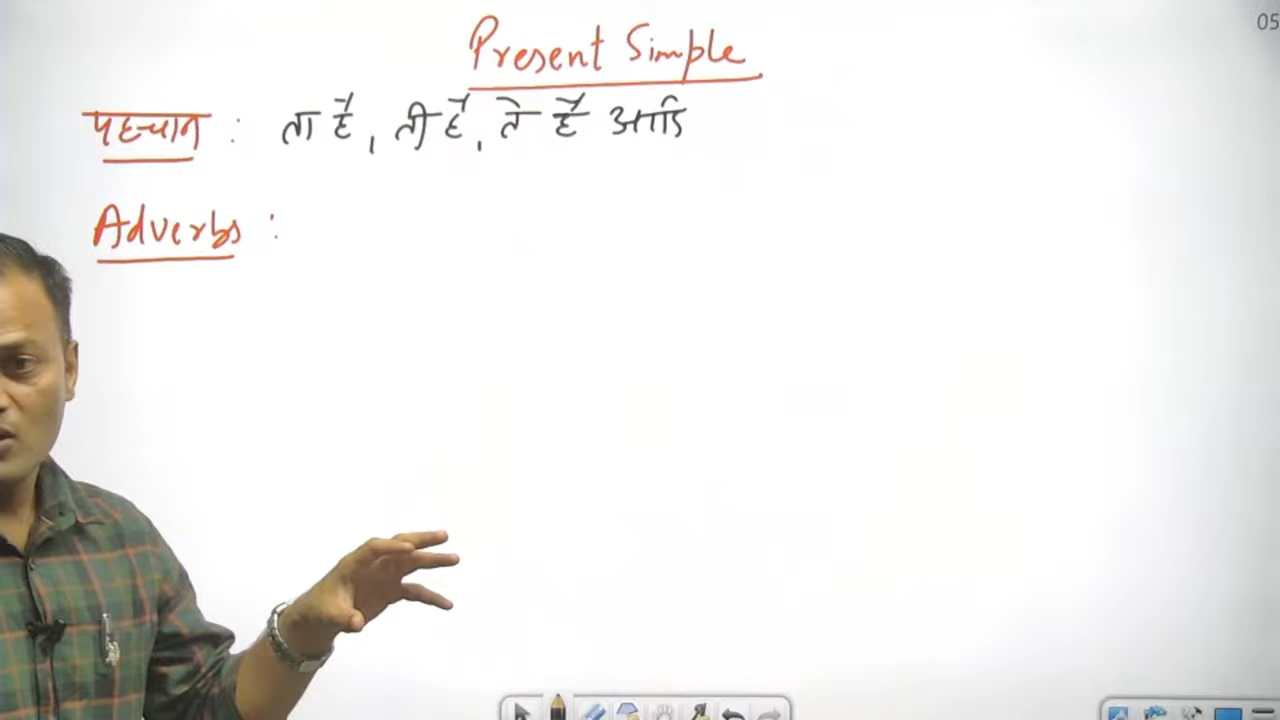 Present Simple
05
पहचान : ता है, ती है, ते हैं आदि
Adverbs :